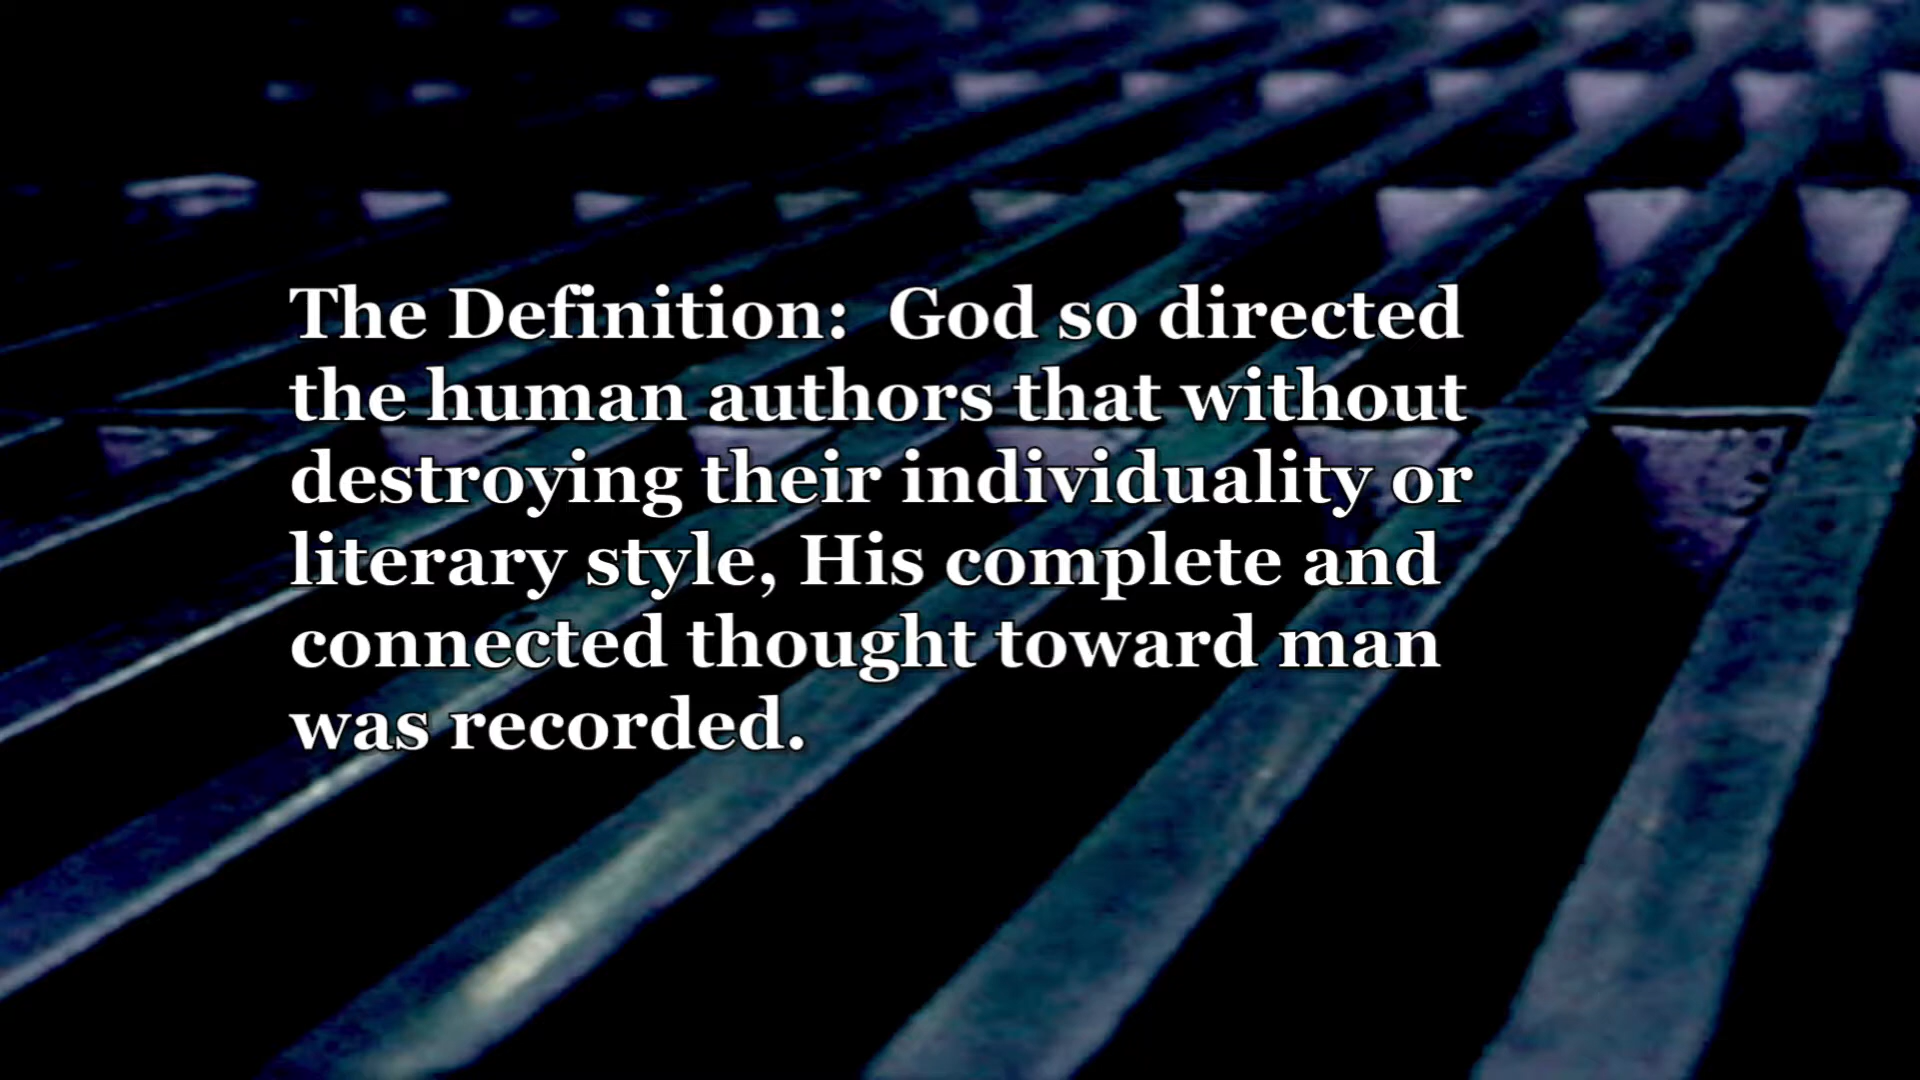 The Definition:  God so directed
the human authors that without
destroying their individuality or
literary style, His complete and
connected thought toward man
was recorded.